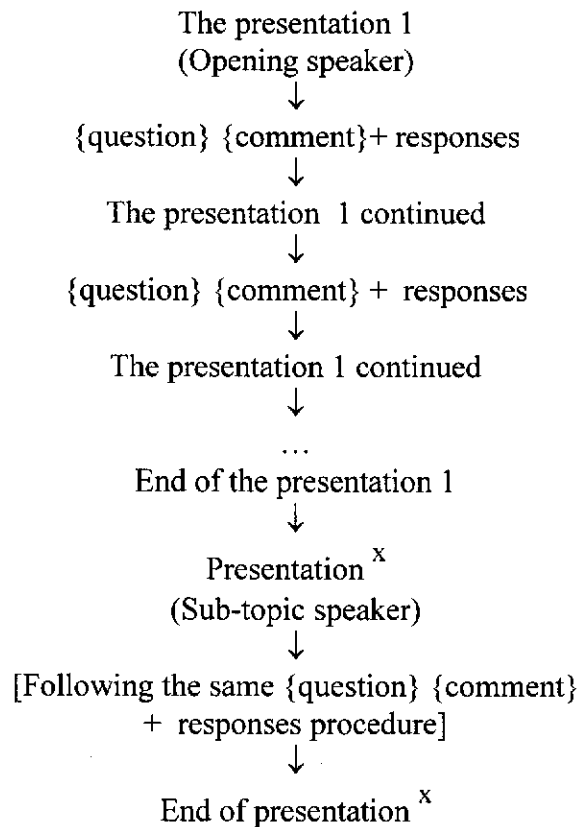 The presentation 1
(Opening speaker)
↓
{question} {comment}+ responses
↓
The presentation 1 continued
↓
{question} {comment} + responses
↓
The presentation 1 continued
↓
...
End of the presentation 1
↓
Presentation x
(Sub-topic speaker)
↓
[Following the same {question} {comment}
+ responses procedure]
↓
End of presentation x